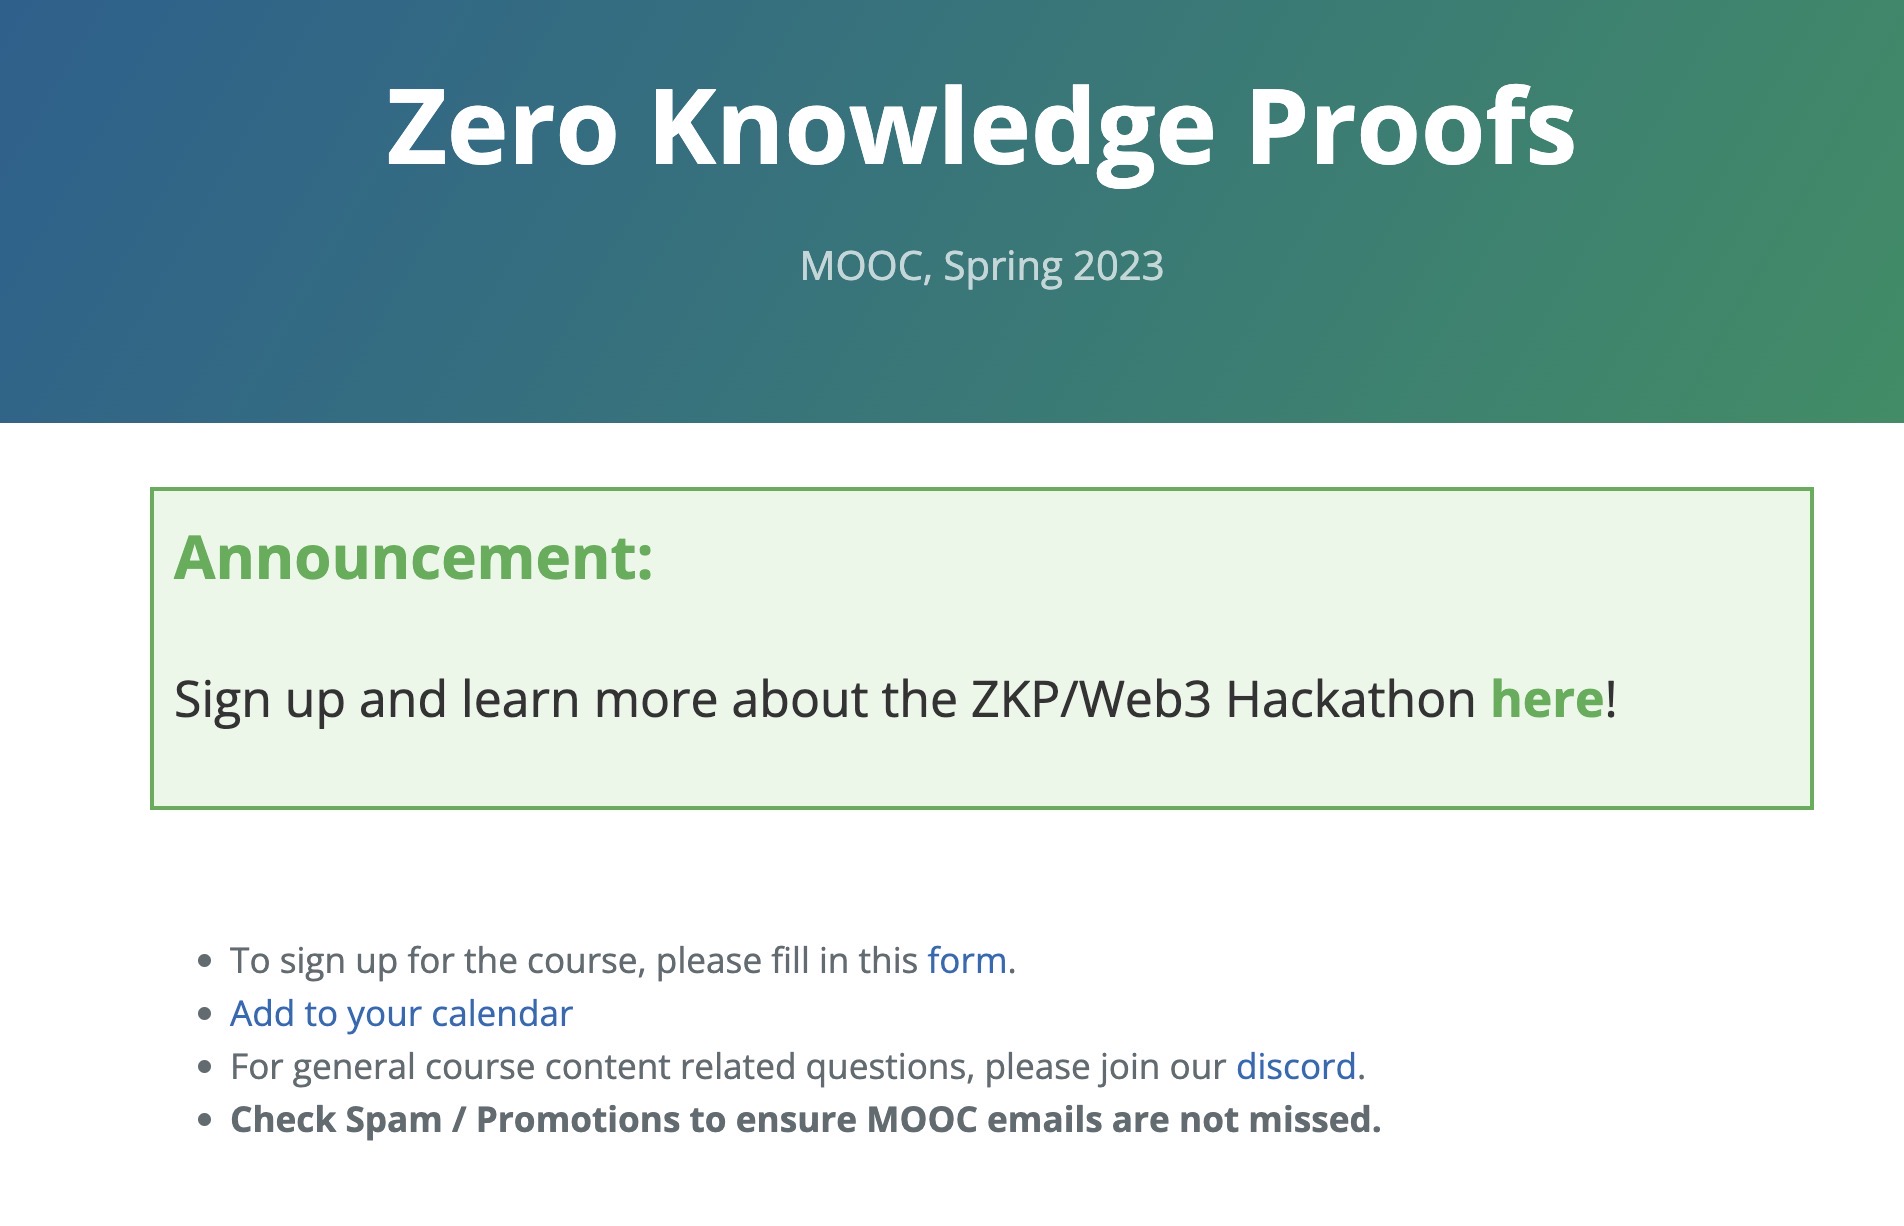 Zero Knowledge Proofs
MOOC, Spring 2023
Announcement:
Sign up and learn more about the ZKP/Web3 Hackathon here!
• To sign up for the course, please fill in this form.
• Add to your calendar
• For general course content related questions, please join our discord.
• Check Spam / Promotions to ensure MOOC emails are not missed.